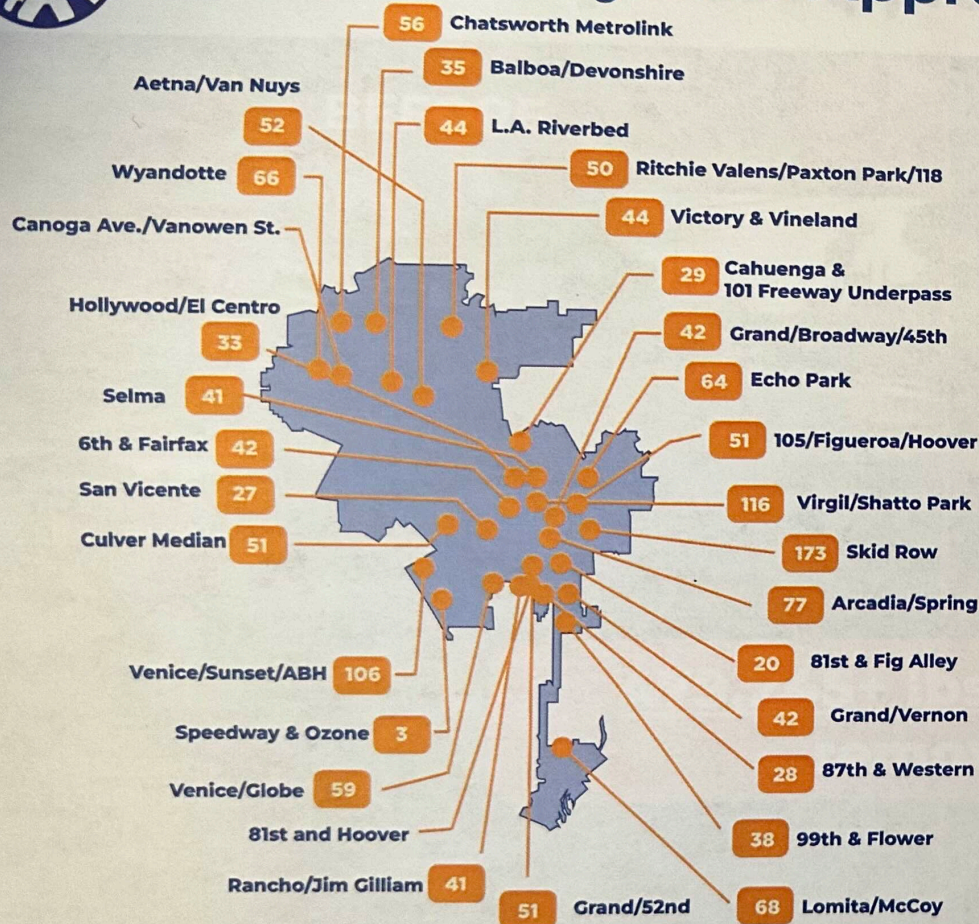 56 Chatsworth Metrolink
35 Balboa/Devonshire
Aetna/Van Nuys
52
44 L.A. Riverbed
Wyandotte 66
50 Ritchie Valens/Paxton Park/118
44 Victory & Vineland
Canoga Ave./Vanowen St.
29 Cahuenga &
101 Freeway Underpass
Hollywood/El Centro
33
42 Grand/Broadway/45th
64 Echo Park
Selma 41
51 105/Figueroa/Hoover
6th & Fairfax 42
San Vicente 27
116 Virgil/Shatto Park
Culver Median 51
173 Skid Row
77 Arcadia/Spring
20 81st & Fig Alley
Venice/Sunset/ABH 106
42 Grand/Vernon
Speedway & Ozone 3
28 87th & Western
Venice/Globe 59
81st and Hoover
38 99th & Flower
Rancho/Jim Gilliam 41
51 Grand/52nd
68 Lomita/McCoy